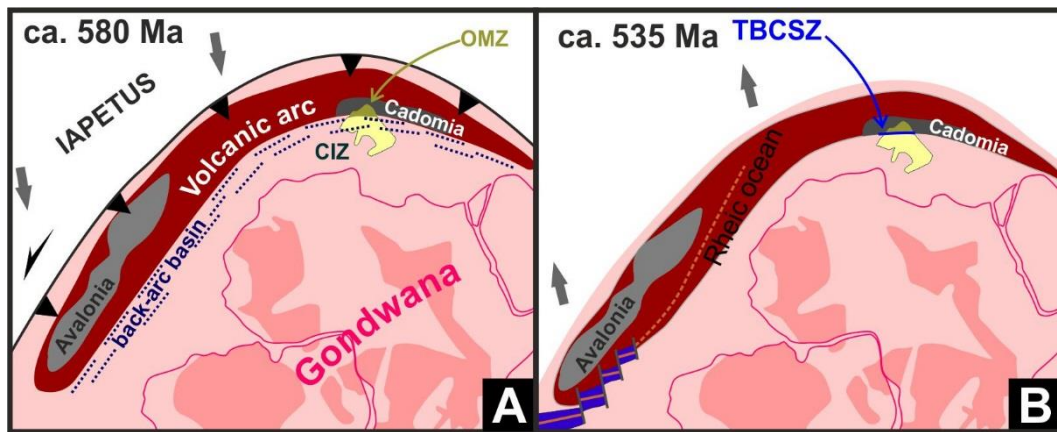 ca. 580 Ma
OMZ
IAPETUS
Volcanic arc
Cadomia
CIZ
back-arc basin
Avalonia
Gondwana
A
ca. 535 Ma
TBCSZ
Cadomia
Rheic ocean
Avalonia
B